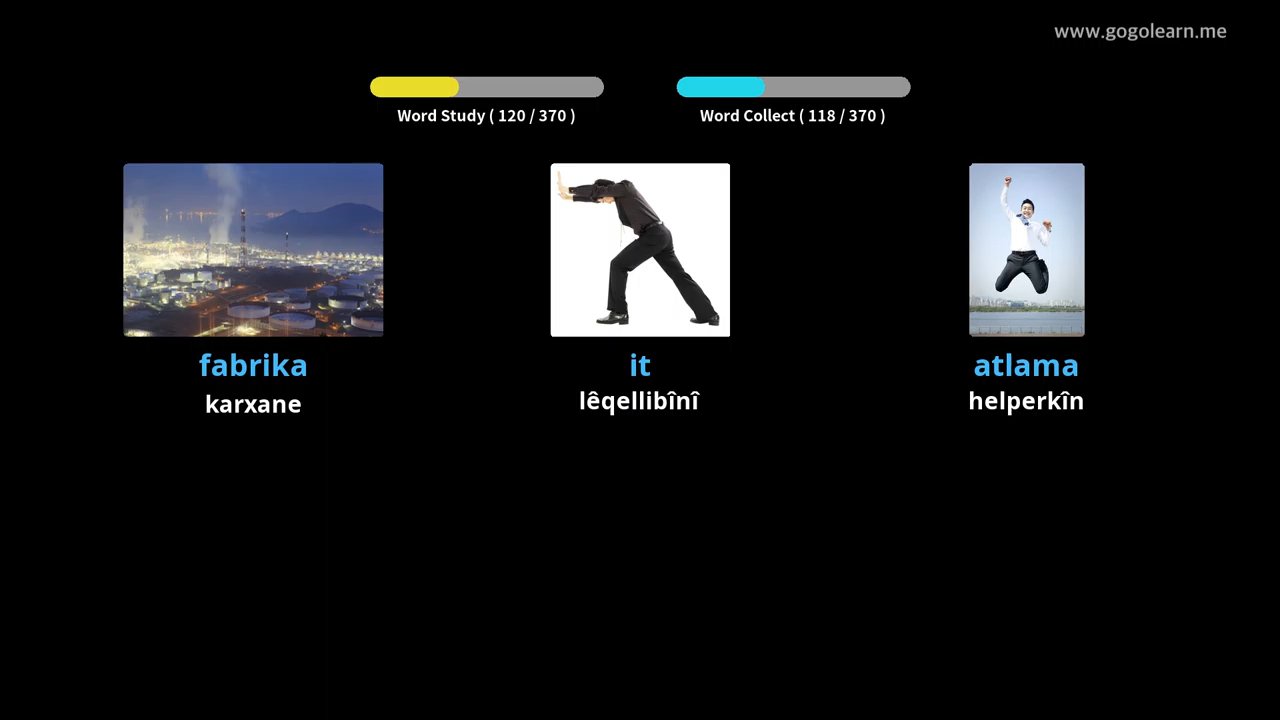 www.gogolearn.me
Word Study ( 120 / 370 )
Word Collect ( 118 / 370 )
fabrika
karxane
it
lêqellibînî
atlama
helperkîn